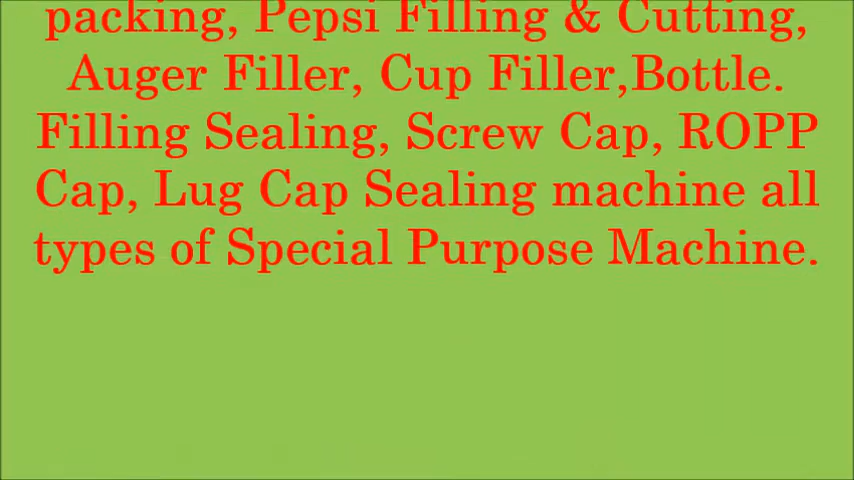 packing, Pepsi Filling & Cutting,
Auger Filler, Cup Filler,Bottle.
Filling Sealing, Screw Cap, ROPP
Cap, Lug Cap Sealing machine all
types of Special Purpose Machine.